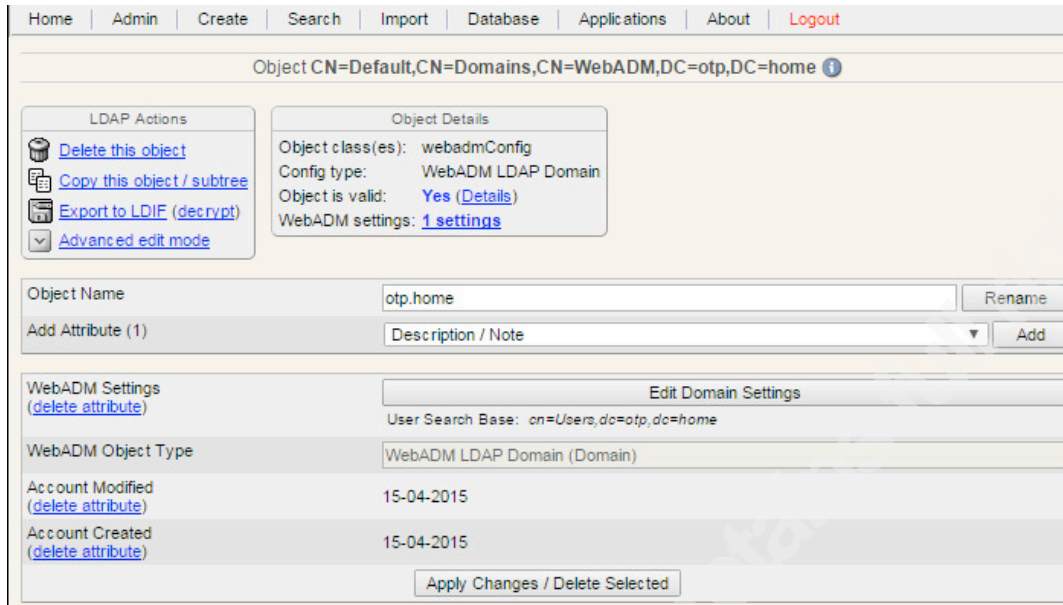 Home Admin Create Search Import Database Applications About Logout
Object CN=Default,CN=Domains,CN=WebADM,DC=otp,DC=home
LDAP Actions
Delete this object
Copy this object / subtree
Export to LDIF (decrypt)
Advanced edit mode
Object Details
Object class(es): webadmConfig
Config type: WebADM LDAP Domain
Object is valid: Yes (Details)
WebADM settings: 1 settings
Object Name otp.home Rename
Add Attribute (1) Description / Note Add
WebADM Settings Edit Domain Settings
(delete attribute) User Search Base: cn=Users,dc=otp,dc=home
WebADM Object Type WebADM LDAP Domain (Domain)
Account Modified 15-04-2015
(delete attribute)
Account Created 15-04-2015
(delete attribute)
Apply Changes / Delete Selected